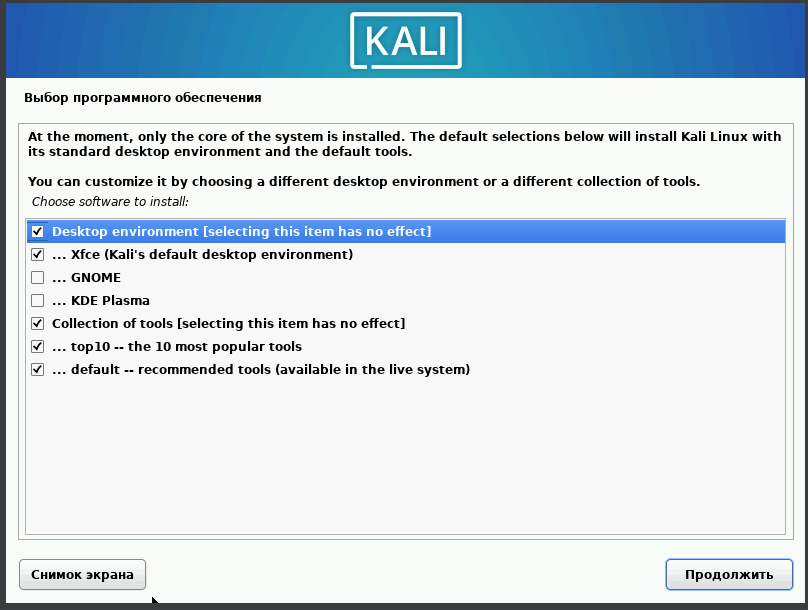 KALI
Выбор программного обеспечения
At the moment, only the core of the system is installed. The default selections below will install Kali Linux with
its standard desktop environment and the default tools.
You can customize it by choosing a different desktop environment or a different collection of tools.
Choose software to install:
Desktop environment [selecting this item has no effect]
... Xfce (Kali's default desktop environment)
... GNOME
... KDE Plasma
Collection of tools [selecting this item has no effect]
... top10 -- the 10 most popular tools
... default -- recommended tools (available in the live system)
Снимок экрана
Продолжить